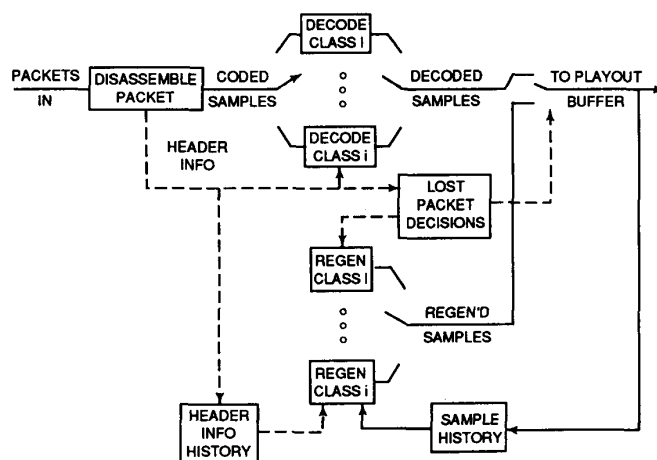 DECODE
CLASS I
PACKETS
IN
DISASSEMBLE
PACKET
CODED
SAMPLES
DECODED
SAMPLES
TO PLAYOUT
BUFFER
HEADER
INFO
DECODE
CLASS i
LOST
PACKET
DECISIONS
REGEN
CLASS I
REGEN'D
SAMPLES
REGEN
CLASS i
HEADER
INFO
HISTORY
SAMPLE
HISTORY